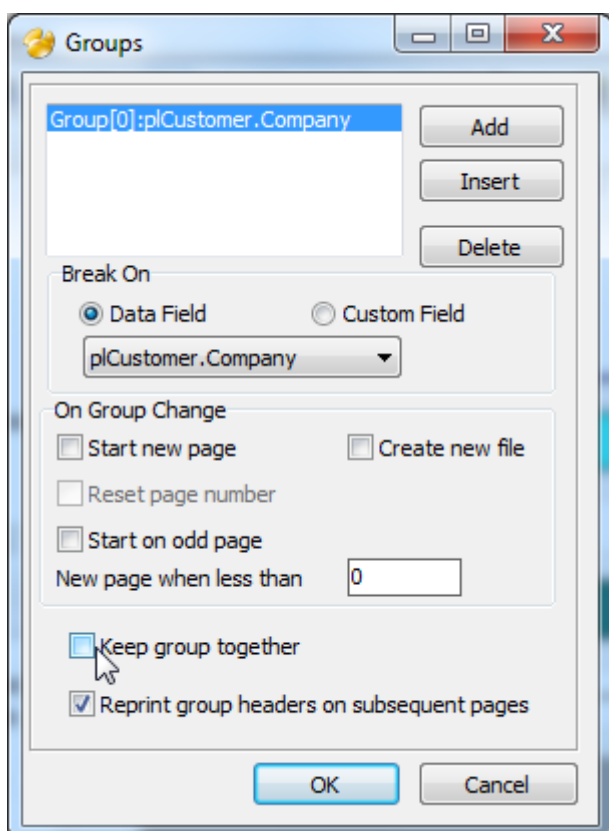 Groups
Group[0]:plCustomer.Company
Add
Insert
Delete
Break On
Data Field
Custom Field
plCustomer.Company
On Group Change
Start new page
Create new file
Reset page number
Start on odd page
New page when less than 0
Keep group together
Reprint group headers on subsequent pages
OK
Cancel